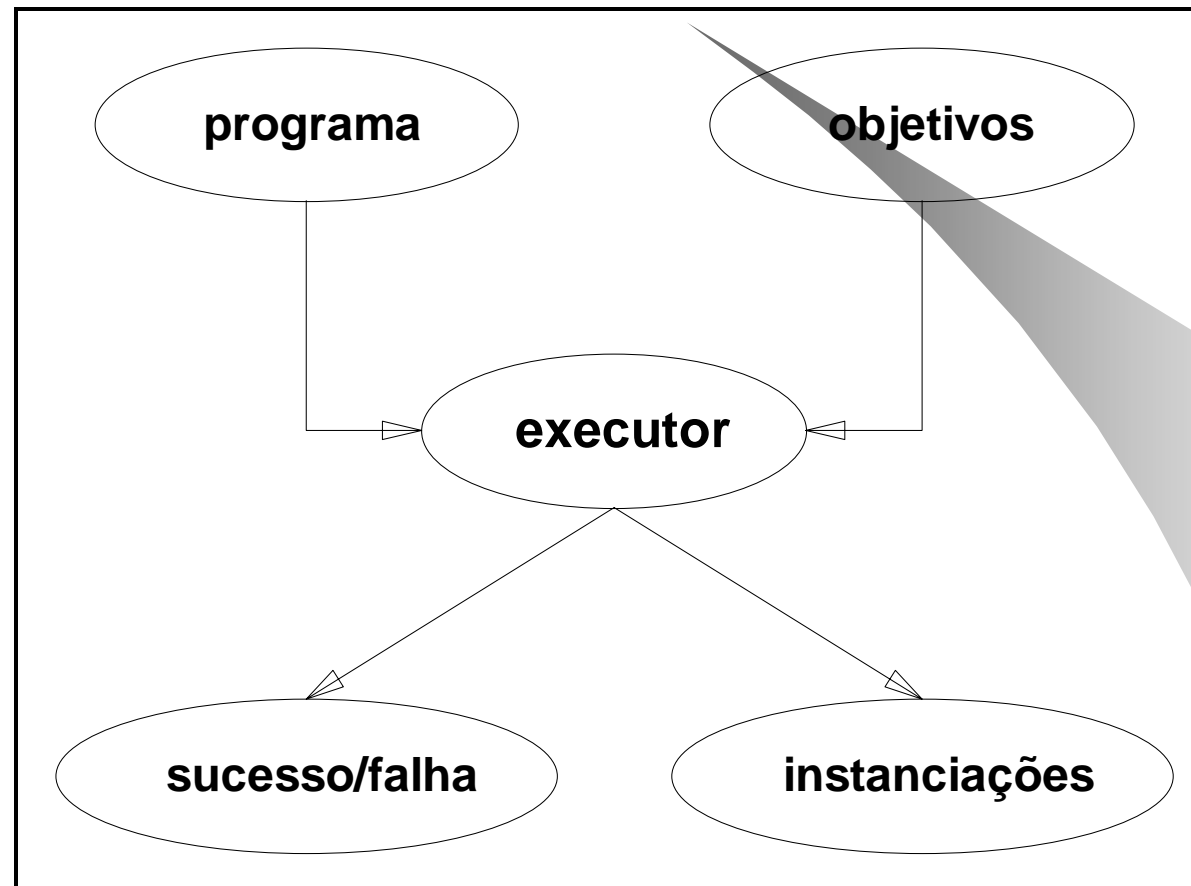 programa
objetivos
executor
sucesso/falha
instanciações